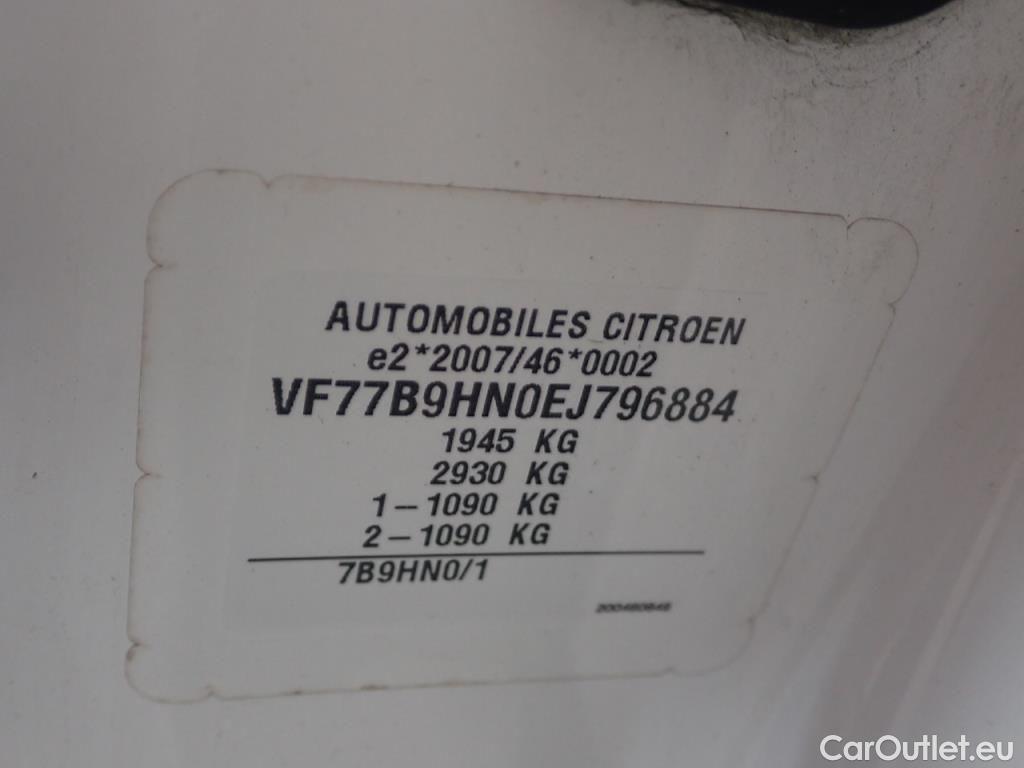 AUTOMOBILES CITROEN
e2*2007/46*0002
VF77B9HN0EJ796884
1945 KG
2930 KG
1–1090 KG
2–1090 KG
7B9HN0/1
CarOutlet.eu